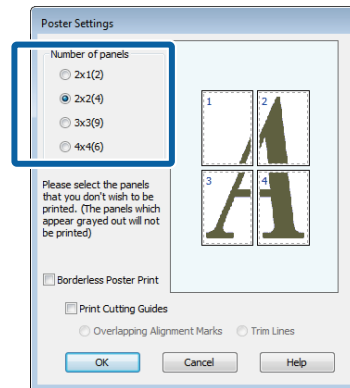 Poster Settings
Number of panels
2x1(2)
2x2(4)
3x3(9)
4x4(6)
1
2
3
4
Please select the panels
that you don't wish to be
printed. (The panels which
appear grayed out will not
be printed)
Borderless Poster Print
Print Cutting Guides
Overlapping Alignment Marks
Trim Lines
OK
Cancel
Help